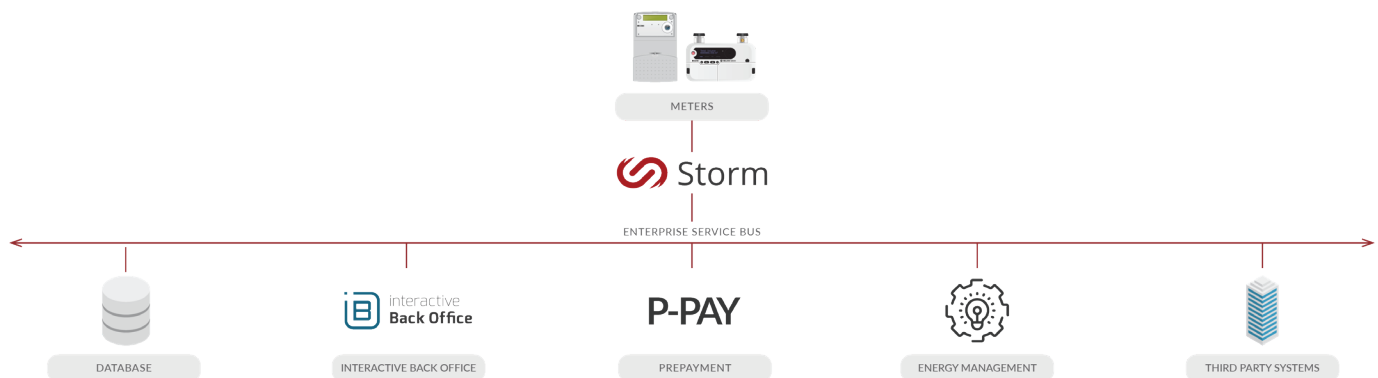 METERS
Storm
ENTERPRISE SERVICE BUS
iB interactive
Back Office
P-PAY
DATABASE
INTERACTIVE BACK OFFICE
PREPAYMENT
ENERGY MANAGEMENT
THIRD PARTY SYSTEMS